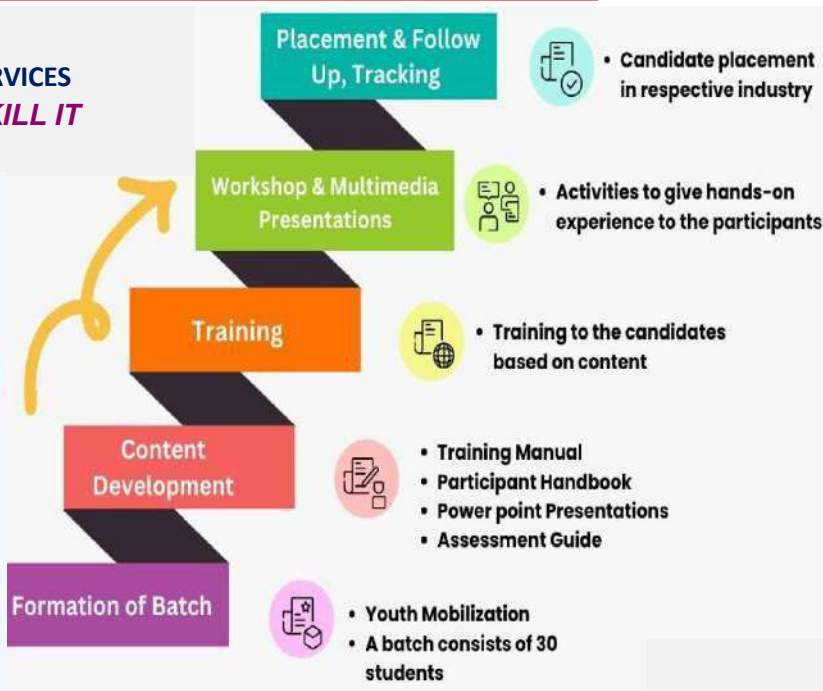 RVICES
KILL IT
Placement & Follow
Up, Tracking
• Candidate placement
in respective industry
Workshop & Multimedia
Presentations
• Activities to give hands-on
experience to the participants
Training
• Training to the candidates
based on content
Content
Development
• Training Manual
• Participant Handbook
• Power point Presentations
• Assessment Guide
Formation of Batch
• Youth Mobilization
• A batch consists of 30
students